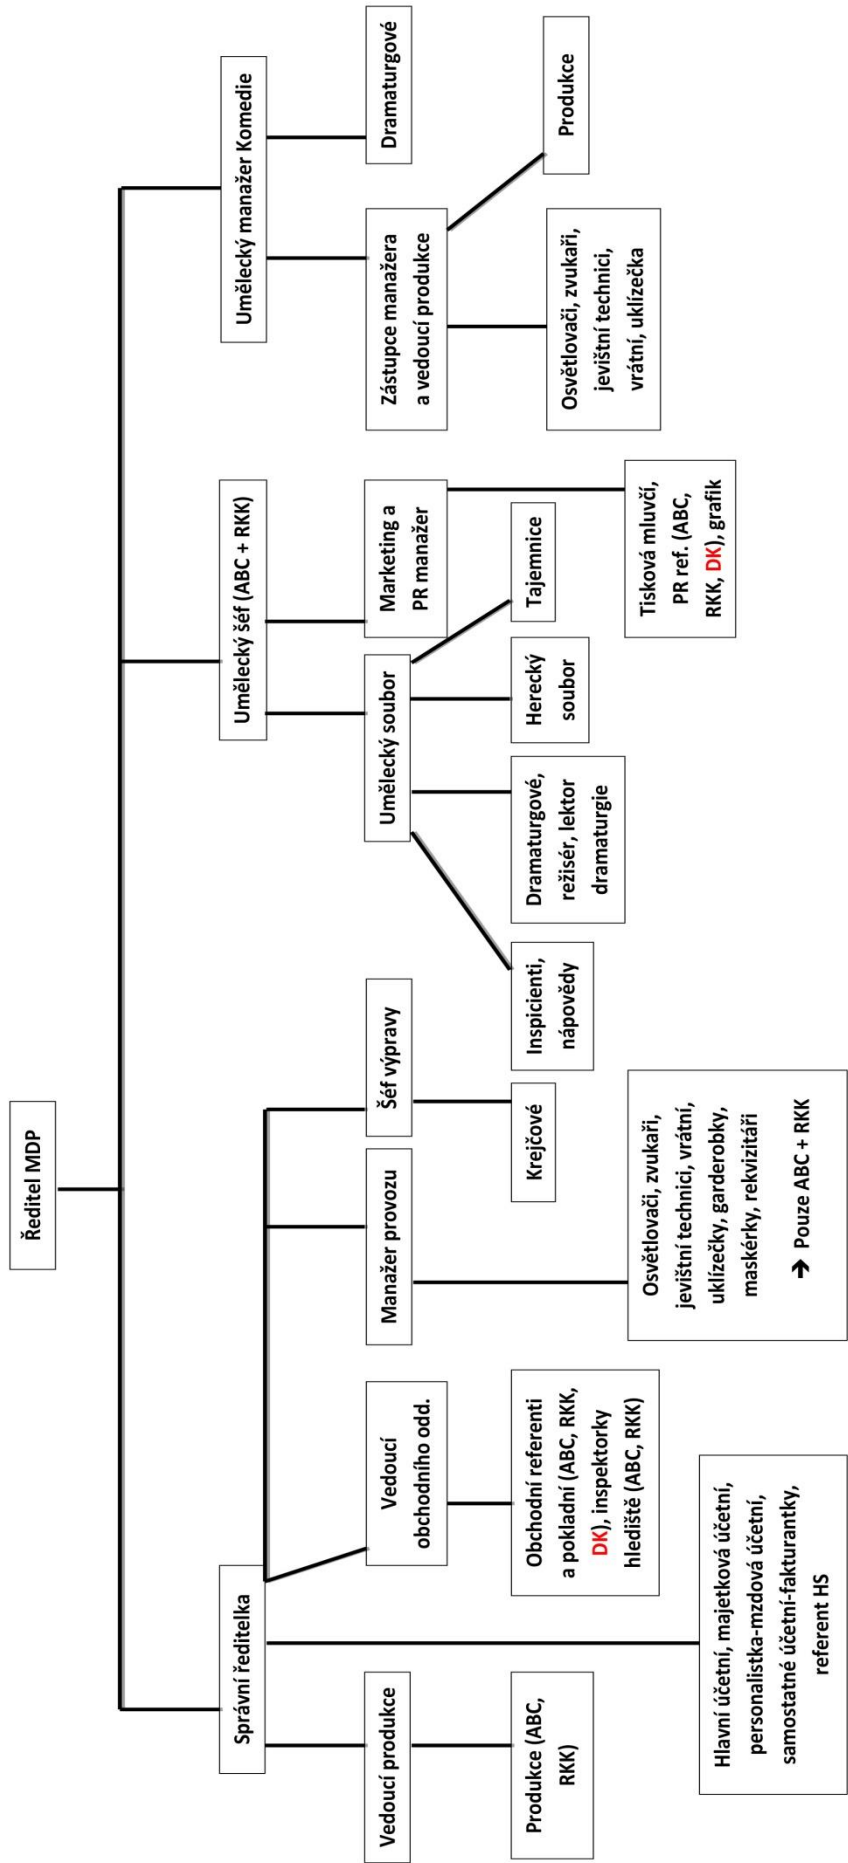 Ředitel MDP
Správní ředitelka
Umělecký šéf (ABC + RKK)
Umělecký manažer Komedie
Vedoucí produkce
Vedoucí
obchodního odd.
Manažer provozu
Šéf výpravy
Umělecký soubor
Marketing a
PR manažer
Zástupce manažera
a vedoucí produkce
Dramaturgové
Produkce (ABC,
RKK)
Obchodní referenti
a pokladní (ABC, RKK,
DK), inspektorky
hlediště (ABC, RKK)
Krejčové
Inspicienti,
nápovědy
Dramaturgové,
režisér, lektor
dramaturgie
Herecký
soubor
Tajemnice
Osvětlovači, zvukaři,
jevištní technici,
vrátní, uklízečka
Produkce
Hlavní účetní, majetková účetní,
personalistka-mzdová účetní,
samostatné účetní-fakturantky,
referent HS
Osvětlovači, zvukaři,
jevištní technici, vrátní,
uklízečky, garderobky,
maskérky, rekvizitáři
➔ Pouze ABC + RKK
Tisková mluvčí,
PR ref. (ABC,
RKK, DK), grafik